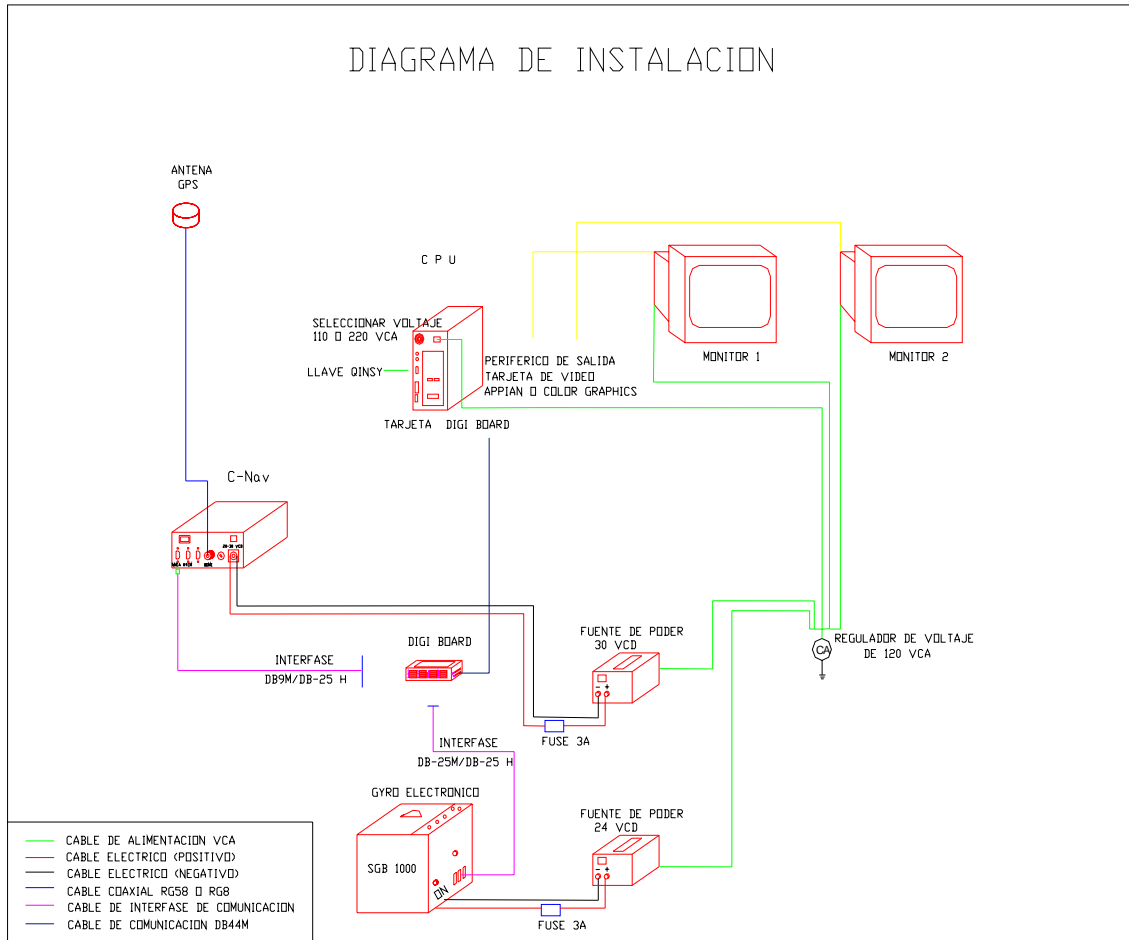 DIAGRAMA DE INSTALACION
ANTENA
GPS
C P U
SELECCIONAR VOLTAJE
110 O 220 VCA
LLAVE QINSY
PERIFERICO DE SALIDA
TARJETA DE VIDEO
APPIAN O COLOR GRAPHICS
MONITOR 1
MONITOR 2
TARJETA DIGI BOARD
C-Nav
DIGI BOARD
INTERFASE
DB9M/DB-25 H
FUENTE DE PODER
30 VCD
- +
REGULADOR DE VOLTAJE
DE 120 VCA
CA
FUSE 3A
INTERFASE
DB-25M/DB-25 H
GYRO ELECTRONICO
SGB 1000
ON
FUENTE DE PODER
24 VCD
- +
FUSE 3A
CABLE DE ALIMENTACION VCA
CABLE ELECTRICO (POSITIVO)
CABLE ELECTRICO (NEGATIVO)
CABLE COAXIAL RG58 O RG8
CABLE DE INTERFASE DE COMUNICACION
CABLE DE COMUNICACION DB44M